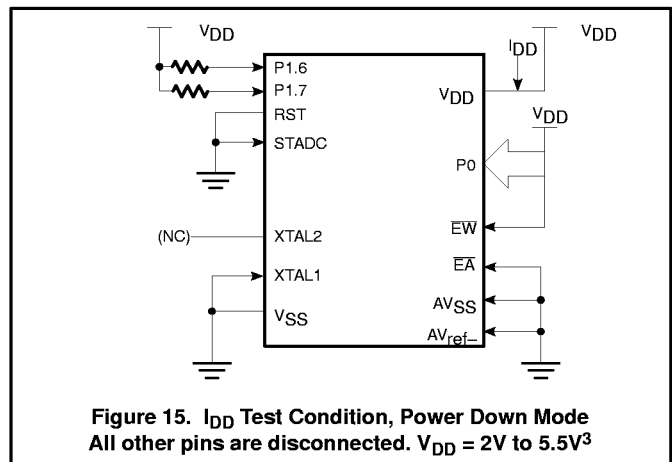 VDD
IDD
VDD
P1.6
P1.7
RST
STADC
VDD
VDD
P0
(NC)
XTAL2
EW
XTAL1
EA
VSS
AVSS
AVref–
Figure 15. IDD Test Condition, Power Down Mode
All other pins are disconnected. VDD = 2V to 5.5V³